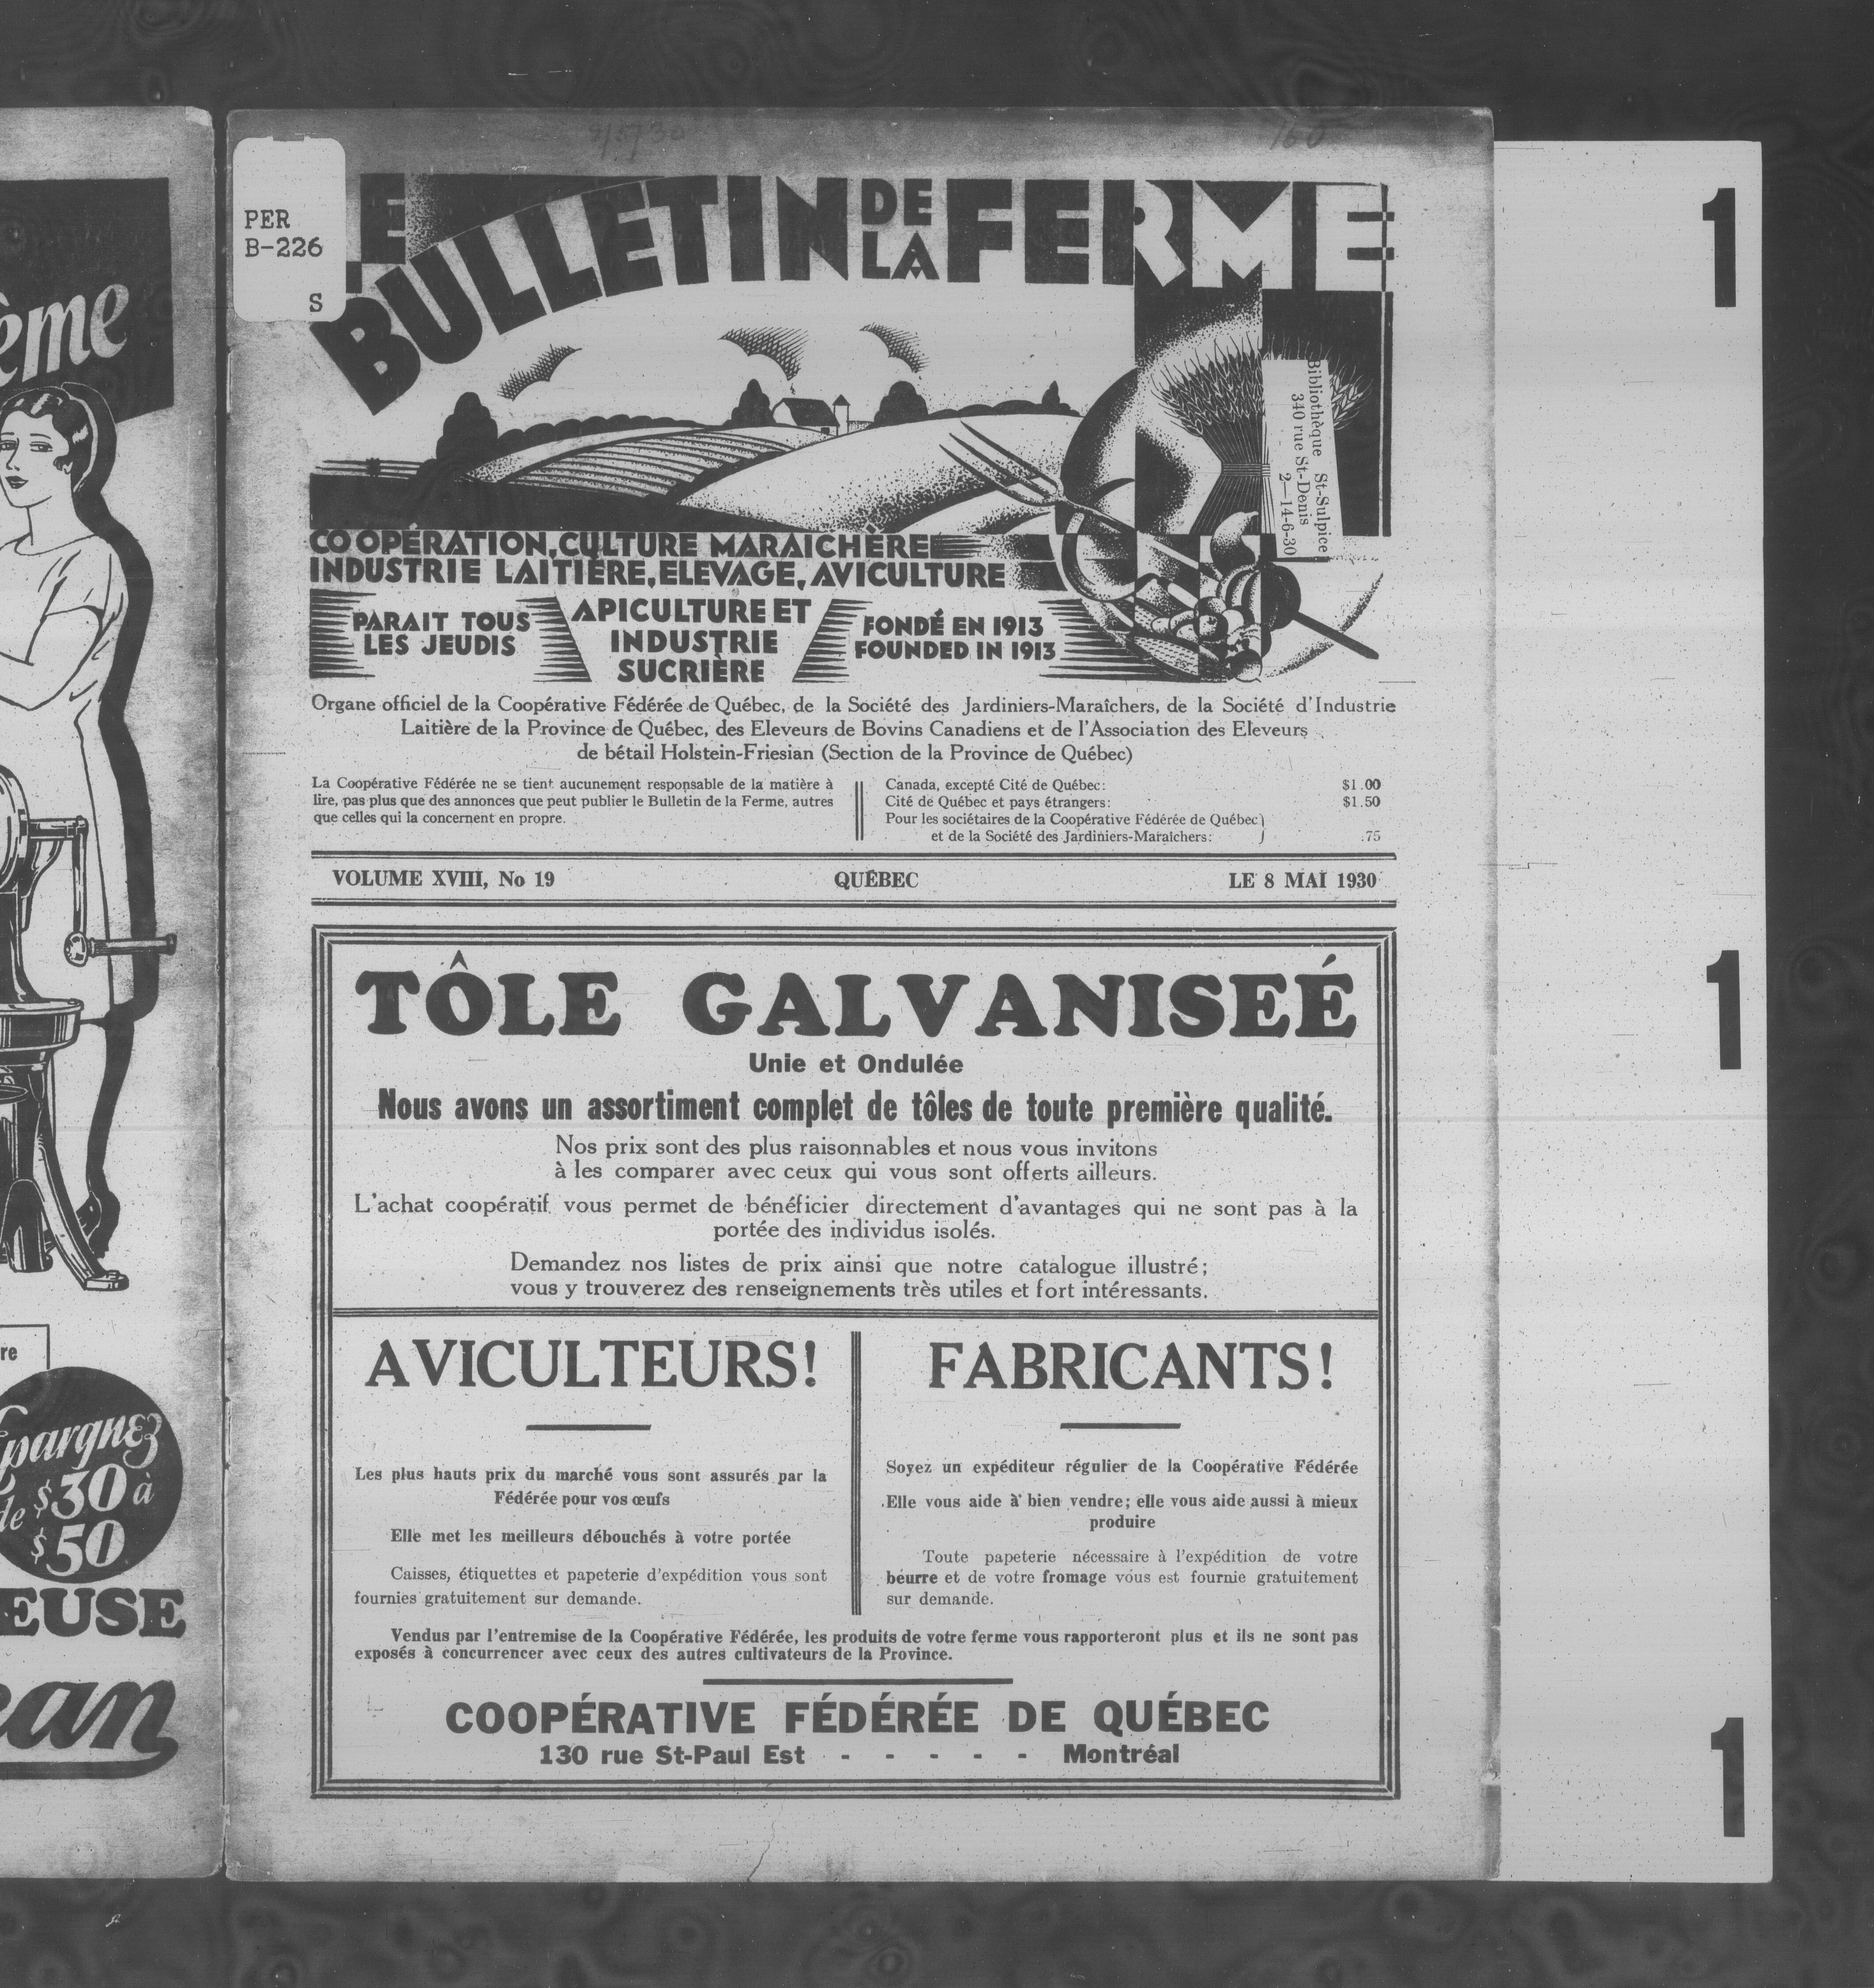 ème
re
Épargnez
de $30 à
$50
EUSE
9/5/30
160
PER
B-226
S
LE BULLETIN DE LA FERME
Bibliothèque St-Sulpice
340 rue St-Denis
2—14-6-30
COOPÉRATION, CULTURE MARAICHÈRE
INDUSTRIE LAITIÈRE, ELEVAGE, AVICULTURE
PARAIT TOUS
LES JEUDIS
APICULTURE ET
INDUSTRIE
SUCRIÈRE
FONDÉ EN 1913
FOUNDED IN 1913
Organe officiel de la Coopérative Fédérée de Québec, de la Société des Jardiniers-Maraîchers, de la Société d'Industrie
Laitière de la Province de Québec, des Eleveurs de Bovins Canadiens et de l'Association des Eleveurs
de bétail Holstein-Friesian (Section de la Province de Québec)
La Coopérative Fédérée ne se tient aucunement responsable de la matière à
lire, pas plus que des annonces que peut publier le Bulletin de la Ferme, autres
que celles qui la concernent en propre.
Canada, excepté Cité de Québec: $1.00
Cité de Québec et pays étrangers: $1.50
Pour les sociétaires de la Coopérative Fédérée de Québec)
et de la Société des Jardiniers-Maraîchers: ) .75
VOLUME XVIII, No 19 QUÉBEC LE 8 MAI 1930
TÔLE GALVANISEÉ
Unie et Ondulée
Nous avons un assortiment complet de tôles de toute première qualité.
Nos prix sont des plus raisonnables et nous vous invitons
à les comparer avec ceux qui vous sont offerts ailleurs.
L'achat coopératif vous permet de bénéficier directement d'avantages qui ne sont pas à la
portée des individus isolés.
Demandez nos listes de prix ainsi que notre catalogue illustré;
vous y trouverez des renseignements très utiles et fort intéressants.
AVICULTEURS!
Les plus hauts prix du marché vous sont assurés par la
Fédérée pour vos œufs
Elle met les meilleurs débouchés à votre portée
Caisses, étiquettes et papeterie d'expédition vous sont
fournies gratuitement sur demande.
FABRICANTS!
Soyez un expéditeur régulier de la Coopérative Fédérée
Elle vous aide à bien vendre; elle vous aide aussi à mieux
produire
Toute papeterie nécessaire à l'expédition de votre
beurre et de votre fromage vous est fournie gratuitement
sur demande.
Vendus par l'entremise de la Coopérative Fédérée, les produits de votre ferme vous rapporteront plus et ils ne sont pas
exposés à concurrencer avec ceux des autres cultivateurs de la Province.
COOPÉRATIVE FÉDÉRÉE DE QUÉBEC
130 rue St-Paul Est - - - - - Montréal
1
1
1